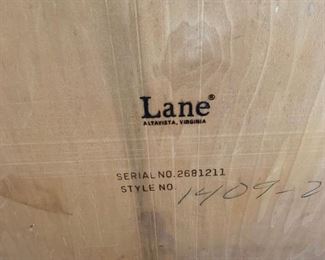 Lane®
ALTAVISTA, VIRGINIA
SERIAL NO. 2681211
STYLE NO. 1409-2